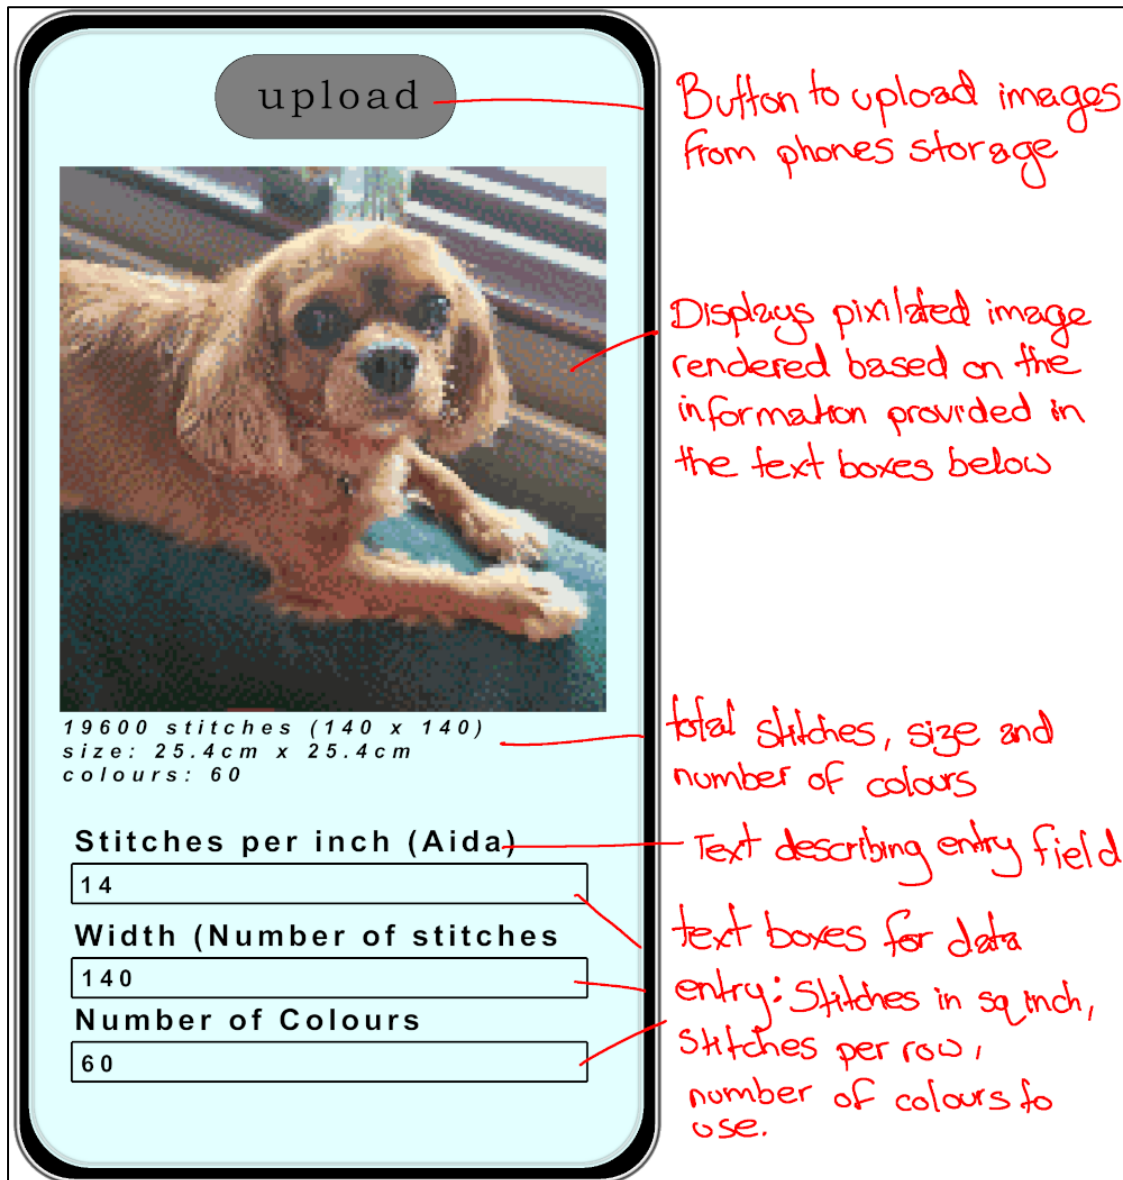 upload
Button to upload images
from phones storage
Displays pixilated image
rendered based on the
information provided in
the text boxes below
19600 stitches (140 x 140)
size: 25.4cm x 25.4cm
colours: 60
total stitches, size and
number of colours
Stitches per inch (Aida)
Text describing entry field
14
Width (Number of stitches
140
Number of Colours
60
text boxes for data
entry: Stitches in sq inch,
Stitches per row,
number of colours to
use.